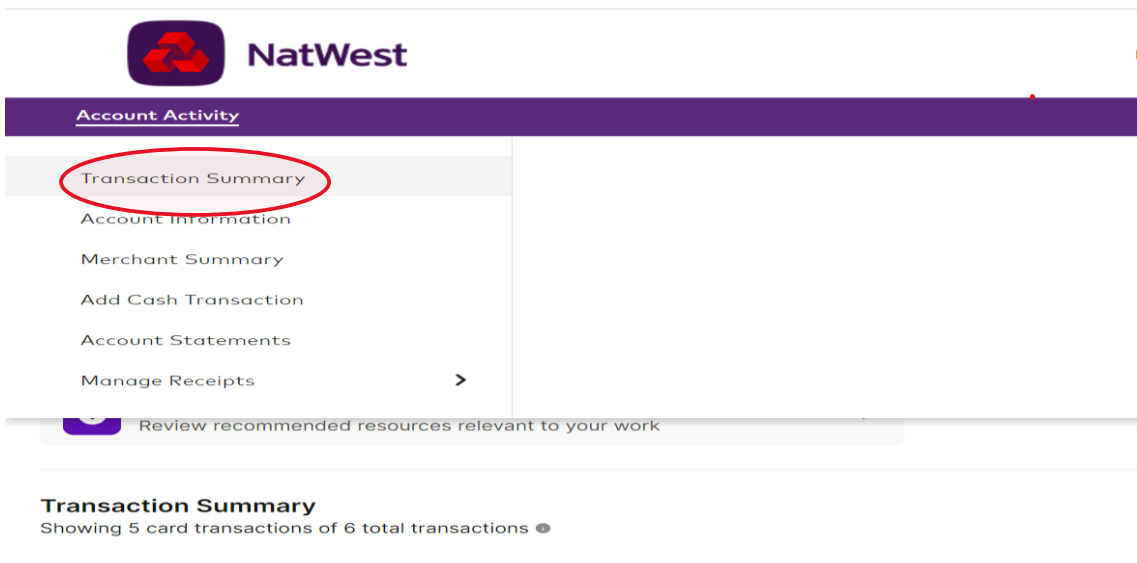 NatWest
Account Activity
Transaction Summary
Account Information
Merchant Summary
Add Cash Transaction
Account Statements
Manage Receipts
Review recommended resources relevant to your work
Transaction Summary
Showing 5 card transactions of 6 total transactions